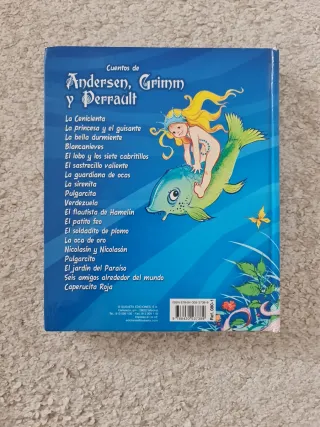 Cuentos de
Andersen, Grimm
y Perrault
La Cenicienta
La princesa y el guisante
La bella durmiente
Blancanieves
El lobo y los siete cabritillos
El sastrecillo valiente
La guardiana de ocas
La sirenita
Pulgarcita
Verdezuela
El flautista de Hamelín
El patito feo
El soldadito de plomo
La oca de oro
Nicolasín y Nicolasón
Pulgarcito
El jardín del Paraíso
Seis amigos alrededor del mundo
Caperucita Roja